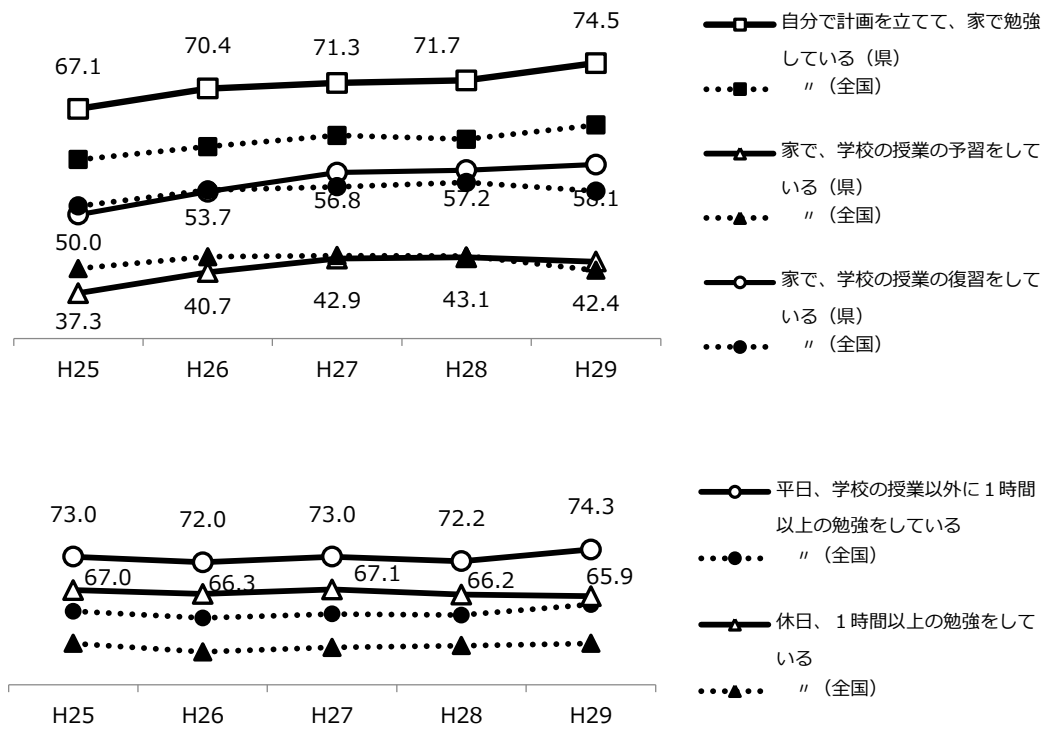 67.1
70.4
71.3
71.7
74.5
50.0
53.7
56.8
57.2
58.1
37.3
40.7
42.9
43.1
42.4
H25
H26
H27
H28
H29
自分で計画を立てて、家で勉強
している（県）
〃（全国）
家で、学校の授業の予習をして
いる（県）
〃（全国）
家で、学校の授業の復習をして
いる（県）
〃（全国）
73.0
72.0
73.0
72.2
74.3
67.0
66.3
67.1
66.2
65.9
H25
H26
H27
H28
H29
平日、学校の授業以外に１時間
以上の勉強をしている
〃（全国）
休日、１時間以上の勉強をして
いる
〃（全国）